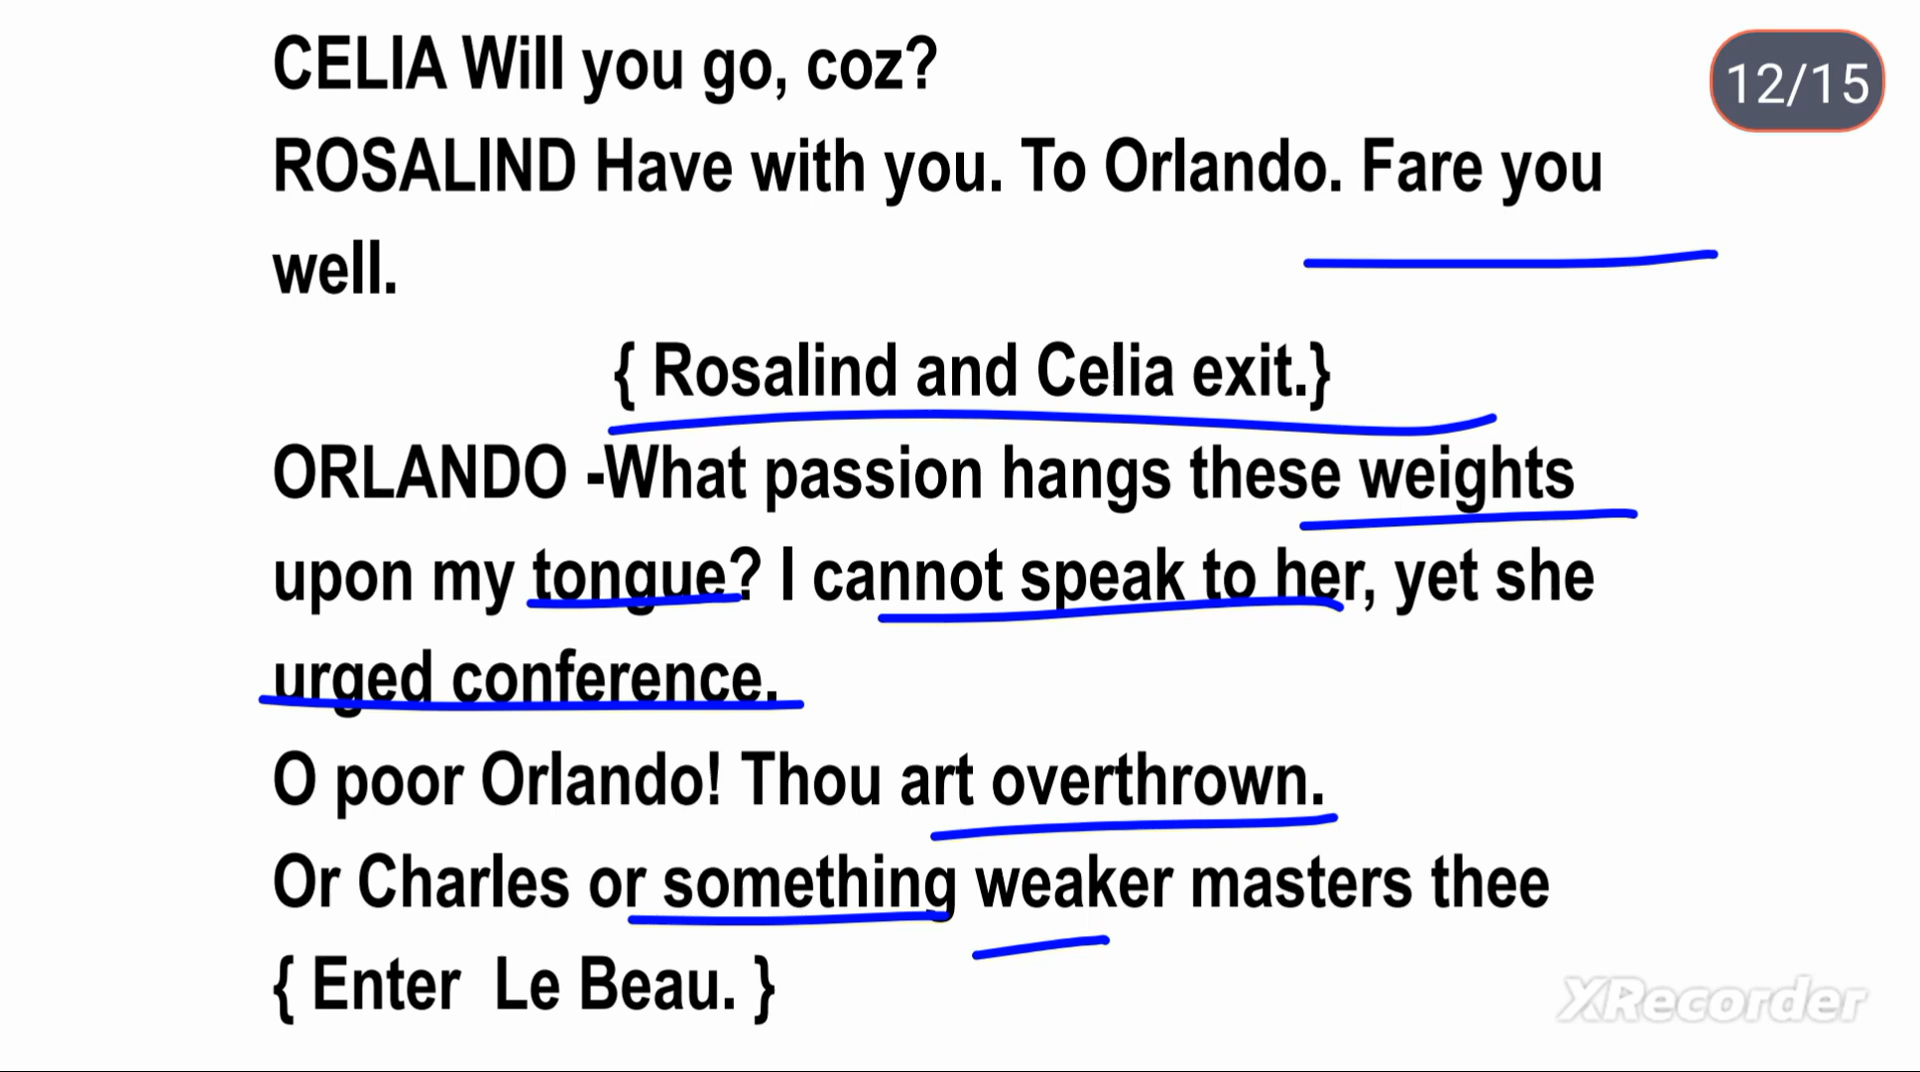 CELIA Will you go, coz?
12/15
ROSALIND Have with you. To Orlando. Fare you
well.
{ Rosalind and Celia exit.}
ORLANDO -What passion hangs these weights
upon my tongue? I cannot speak to her, yet she
urged conference.
O poor Orlando! Thou art overthrown.
Or Charles or something weaker masters thee
{ Enter Le Beau. }
XRecorder